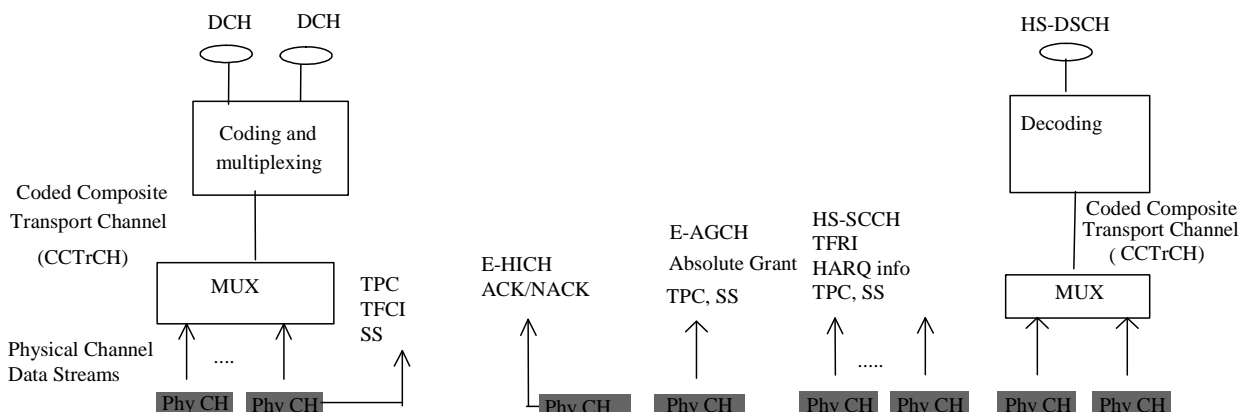 DCH
DCH
Coding and
multiplexing
Coded Composite
Transport Channel
(CCTrCH)
MUX
TPC
TFCI
SS
Physical Channel
Data Streams
....
Phy CH
Phy CH
E-HICH
ACK/NACK
Phy CH
E-AGCH
Absolute Grant
TPC, SS
Phy CH
HS-SCCH
TFRI
HARQ info
TPC, SS
.....
Phy CH
Phy CH
HS-DSCH
Decoding
Coded Composite
Transport Channel
( CCTrCH)
MUX
Phy CH
Phy CH